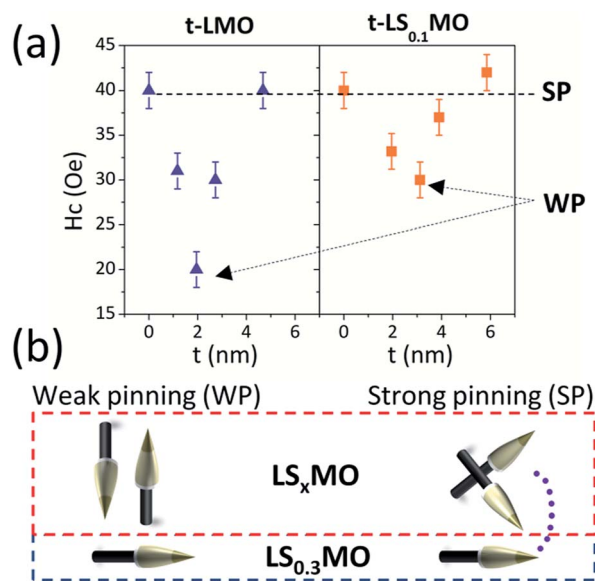 (a)
t-LMO t-LS0.1MO
45
40
35
30
25
20
15
Hc (Oe)
SP
WP
0 2 4 6 0 2 4 6
t (nm) t (nm)
(b)
Weak pinning (WP) Strong pinning (SP)
LSxMO
LS0.3MO